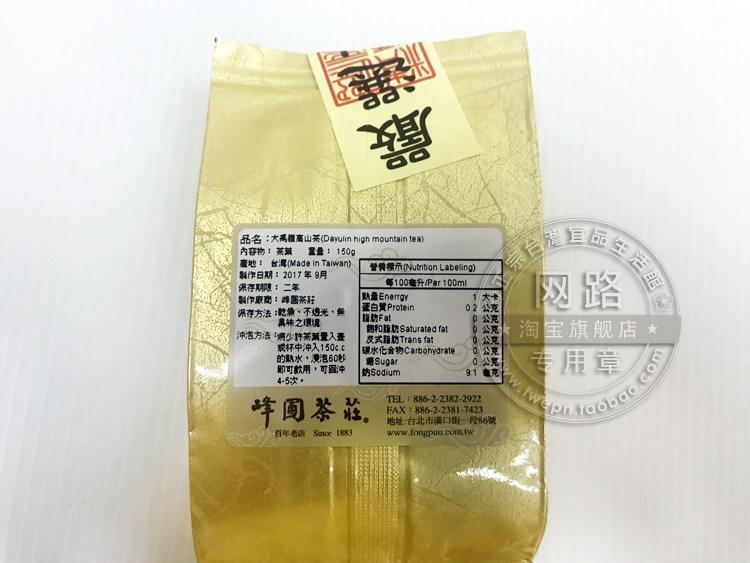 嚴選
品名：大禹嶺高山茶(Dayulin high mountain tea)
內容物： 茶葉 重量： 150g
產地： 台灣(Made in Taiwan)
製作日期：2017 年 9月
保存期限： 二年
製作廠商： 峰圃茶莊
保存方法：乾燥、不透光、無
異味之環境
沖泡方法：將少許茶葉置入壺
或杯中沖入150c.c
的熱水，浸泡60秒
即可飲用，可回沖
4-5次。
營養標示(Nutrition Labeling)
每100毫升/Per 100ml
熱量Enerrgy 1 大卡
蛋白質Protein 0.2 公克
脂肪Fat 0 公克
飽和脂肪Saturated fat 0 公克
反式脂肪Trans fat 0 公克
碳水化合物Carbohydrate 0 公克
糖Sugar 0 公克
鈉Sodium 9.1 毫克
峰圃茶莊®
百年老店 Since 1883
TEL：886-2-2382-2922
FAX：886-2-2381-7423
地址:台北市漢口街一段86號
www.fongpuu.com.tw
正宗台灣宜品生活館
网路
淘宝旗舰店
专用章
www.iwepn.taobao.com